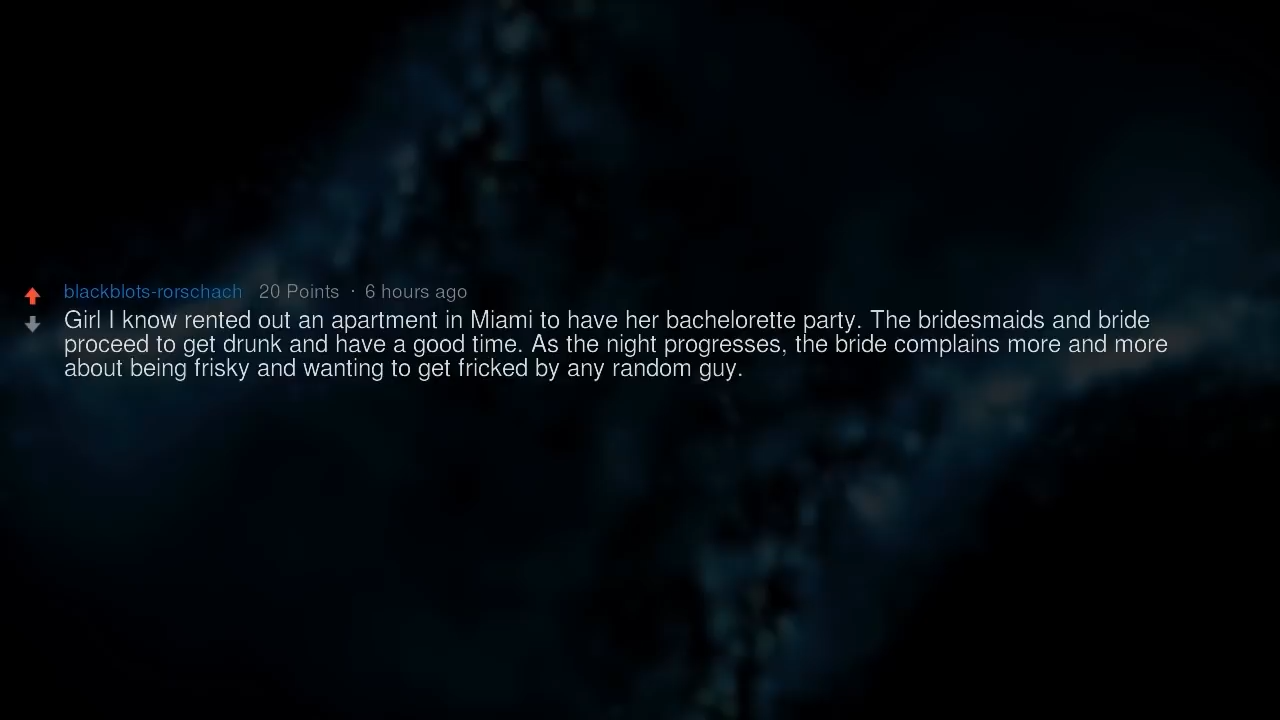 blackblots-rorschach 20 Points · 6 hours ago
Girl I know rented out an apartment in Miami to have her bachelorette party. The bridesmaids and bride
proceed to get drunk and have a good time. As the night progresses, the bride complains more and more
about being frisky and wanting to get fricked by any random guy.